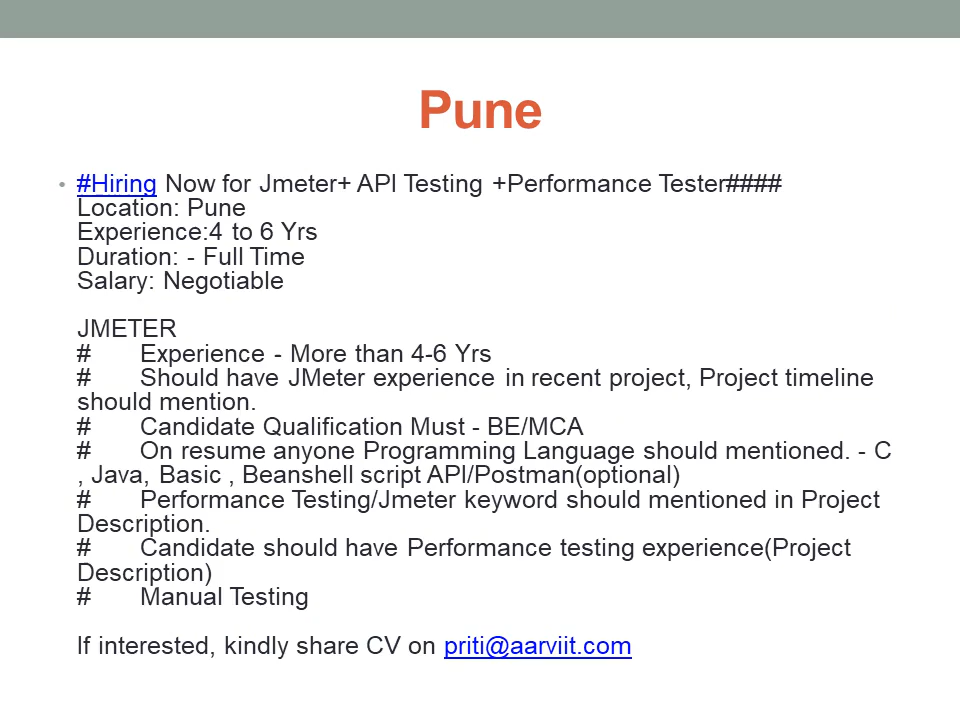 Pune
• #Hiring Now for Jmeter+ API Testing +Performance Tester####
Location: Pune
Experience:4 to 6 Yrs
Duration: - Full Time
Salary: Negotiable
JMETER
# Experience - More than 4-6 Yrs
# Should have JMeter experience in recent project, Project timeline
should mention.
# Candidate Qualification Must - BE/MCA
# On resume anyone Programming Language should mentioned. - C
, Java, Basic , Beanshell script API/Postman(optional)
# Performance Testing/Jmeter keyword should mentioned in Project
Description.
# Candidate should have Performance testing experience(Project
Description)
# Manual Testing
If interested, kindly share CV on priti@aarviit.com